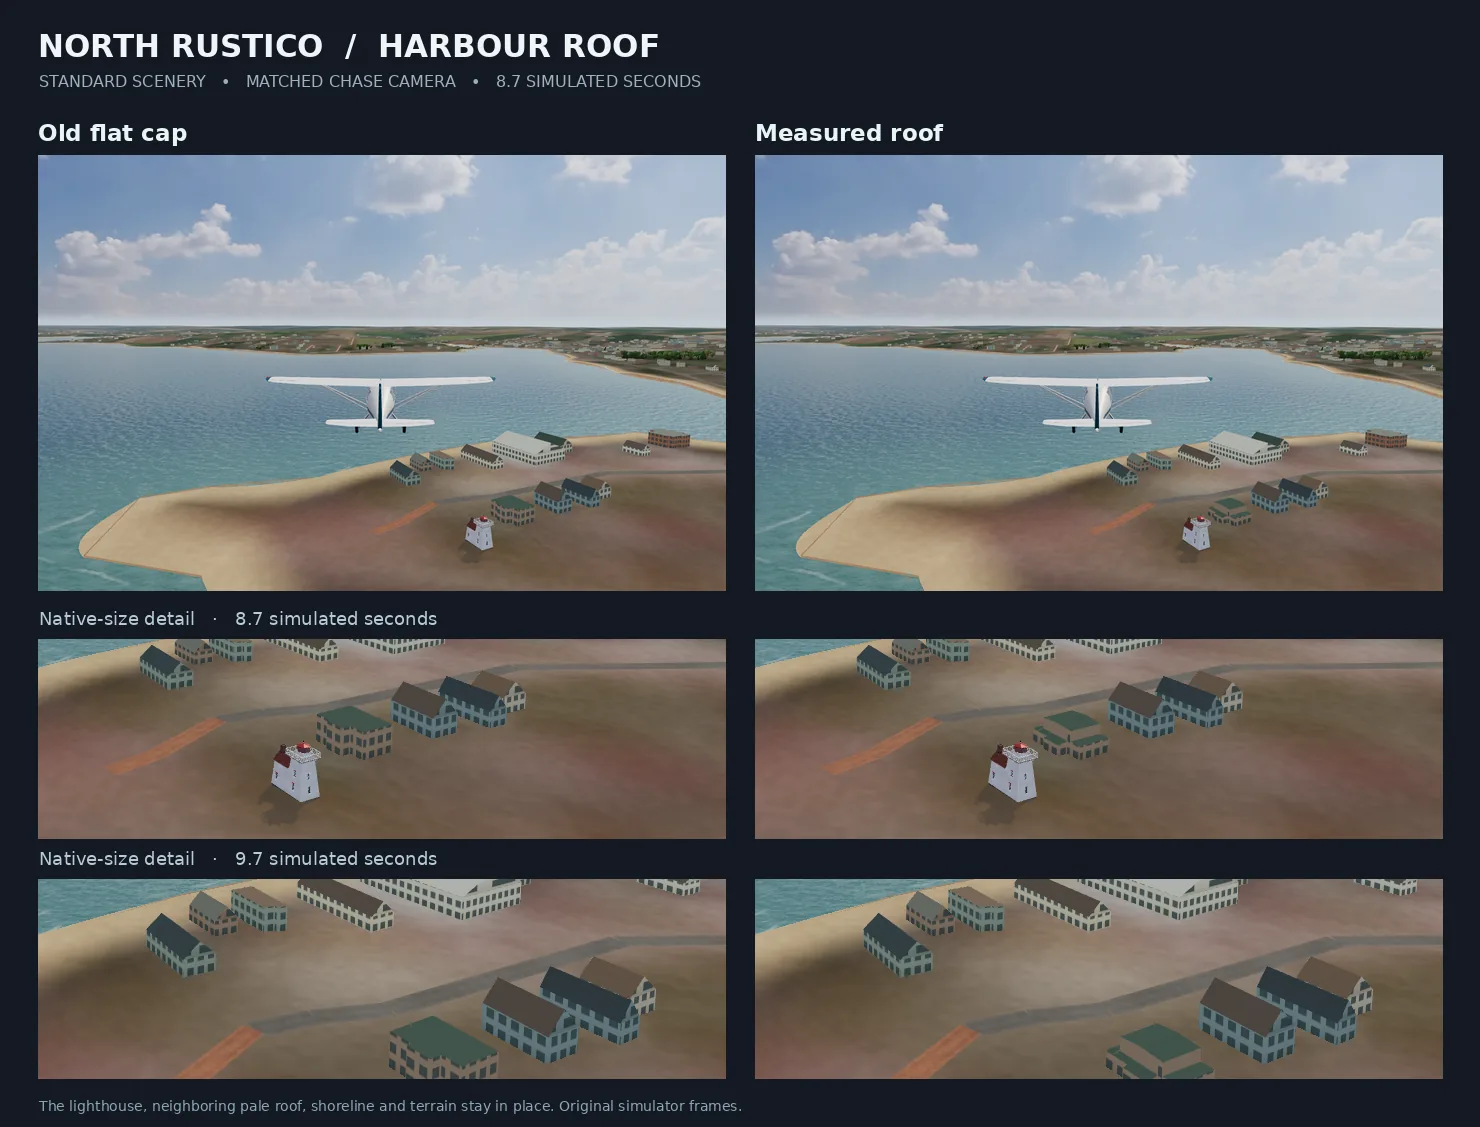 NORTH RUSTICO / HARBOUR ROOF
STANDARD SCENERY • MATCHED CHASE CAMERA • 8.7 SIMULATED SECONDS
Old flat cap
Measured roof
Native-size detail · 8.7 simulated seconds
Native-size detail · 9.7 simulated seconds
The lighthouse, neighboring pale roof, shoreline and terrain stay in place. Original simulator frames.